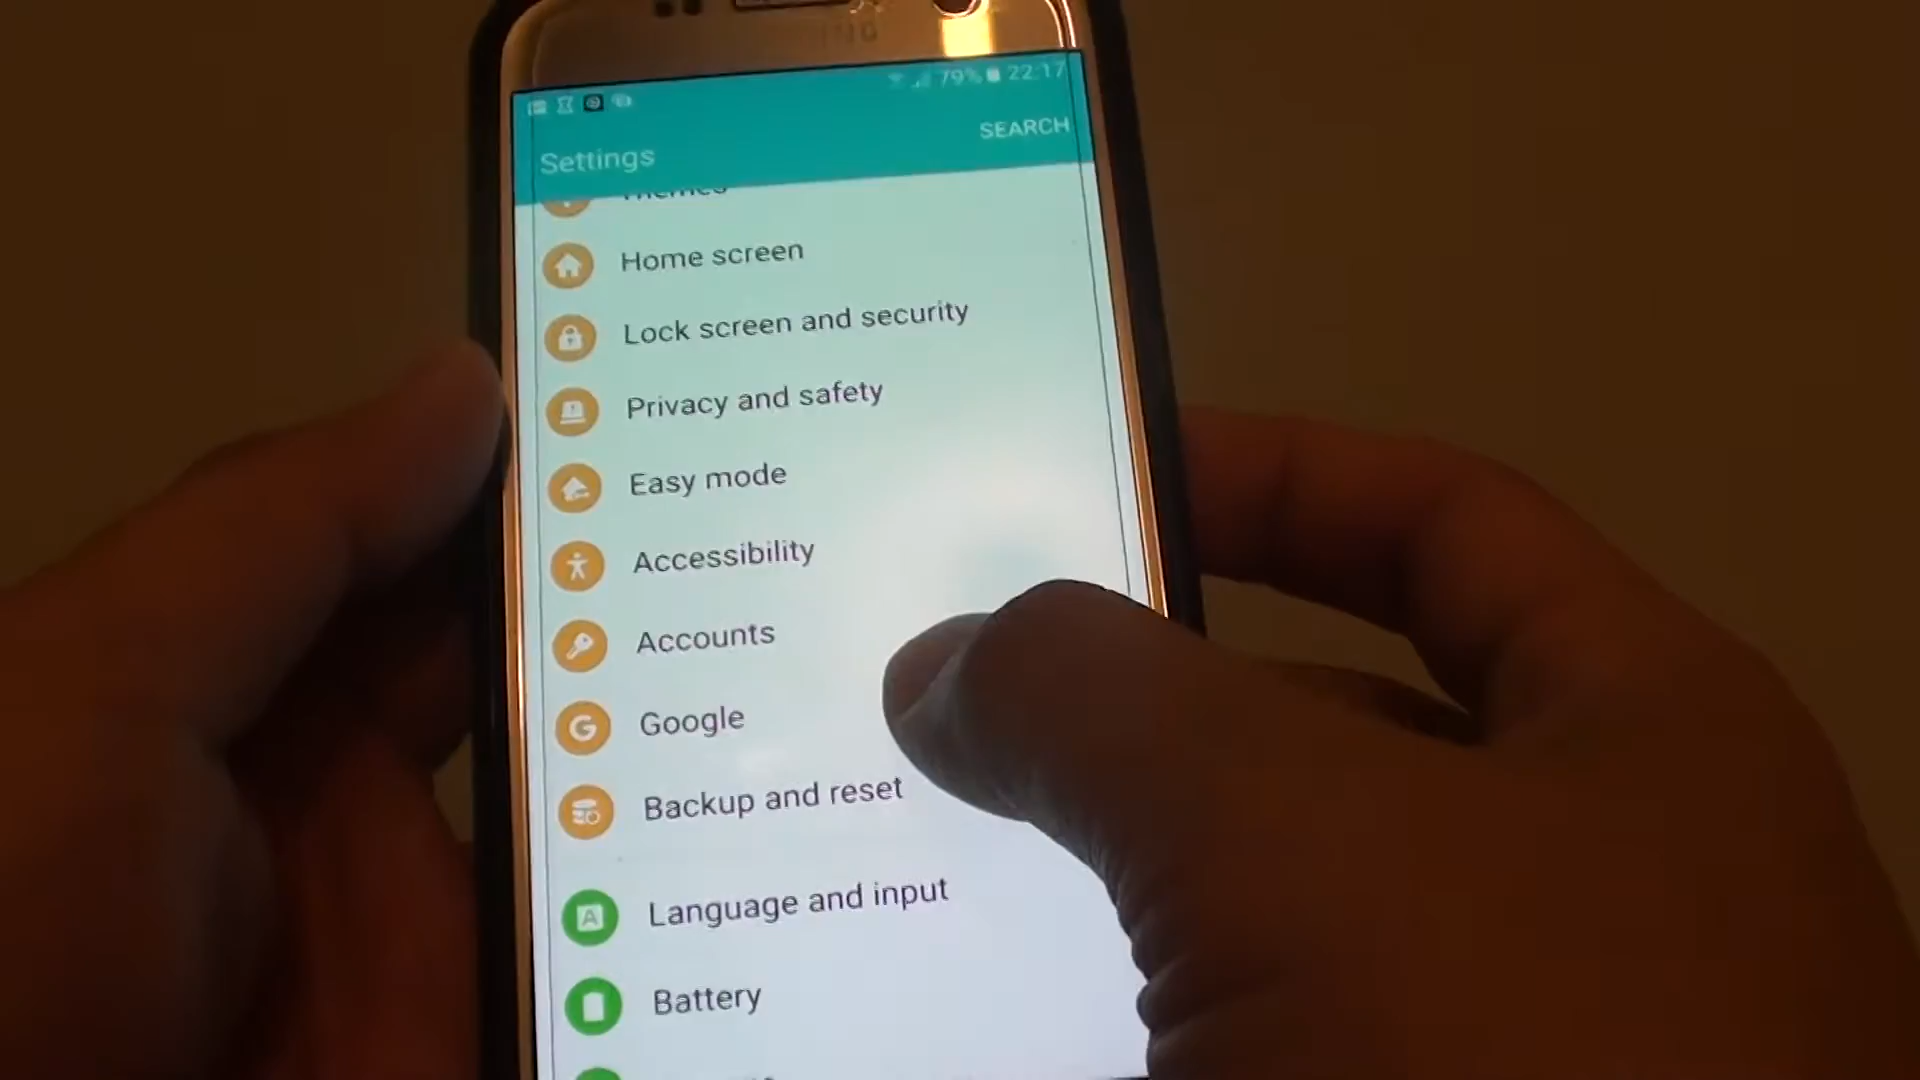 79% 22:17
SEARCH
Settings
Themes
Home screen
Lock screen and security
Privacy and safety
Easy mode
Accessibility
Accounts
Google
Backup and reset
Language and input
A
Battery